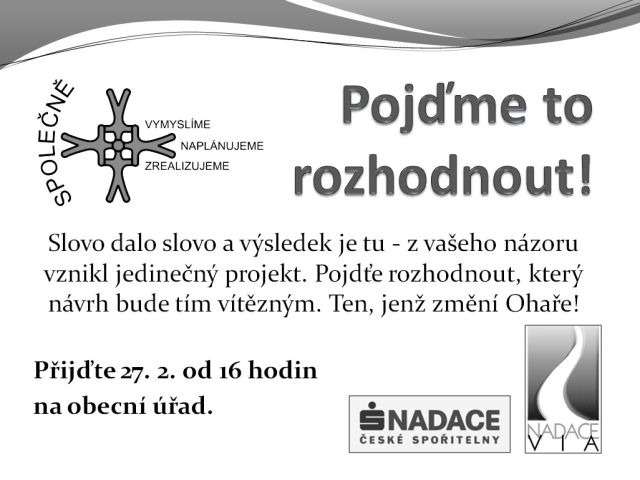 Pojďme to
rozhodnout!
SPOLEČNĚ
VYMYSLÍME
NAPLÁNUJEME
ZREALIZUJEME
Slovo dalo slovo a výsledek je tu - z vašeho názoru
vznikl jedinečný projekt. Pojdťe rozhodnout, který
návrh bude tím vítězným. Ten, jenž změní Ohaře!
Přijďte 27. 2. od 16 hodin
na obecní úřad.
NADACE
ČESKÉ SPOŘITELNY
NADACE
VIA